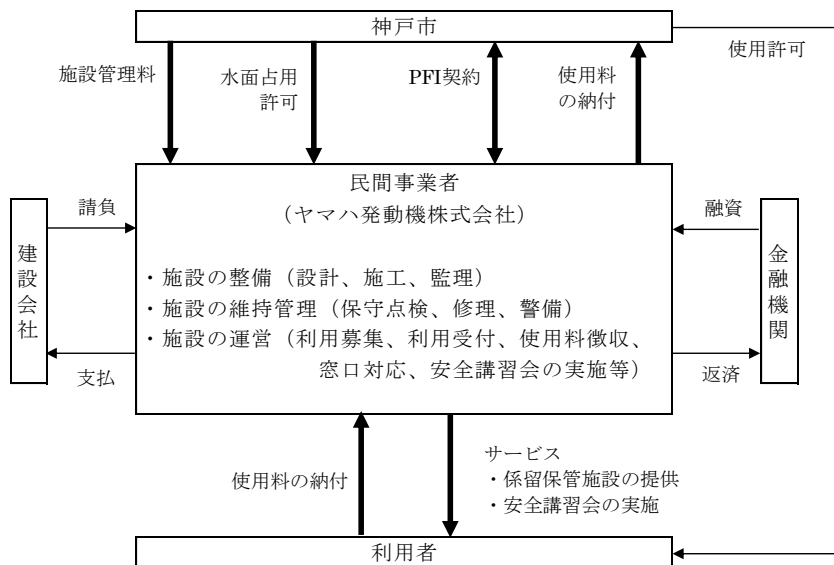 神戸市
使用許可
施設管理料
水面占用
許可
PFI契約
使用料
の納付
民間事業者
（ヤマハ発動機株式会社）
請負
融資
建設会社
金融機関
・施設の整備（設計、施工、監理）
・施設の維持管理（保守点検、修理、警備）
・施設の運営（利用募集、利用受付、使用料徴収、
窓口対応、安全講習会の実施等）
支払
返済
使用料の納付
サービス
・係留保管施設の提供
・安全講習会の実施
利用者